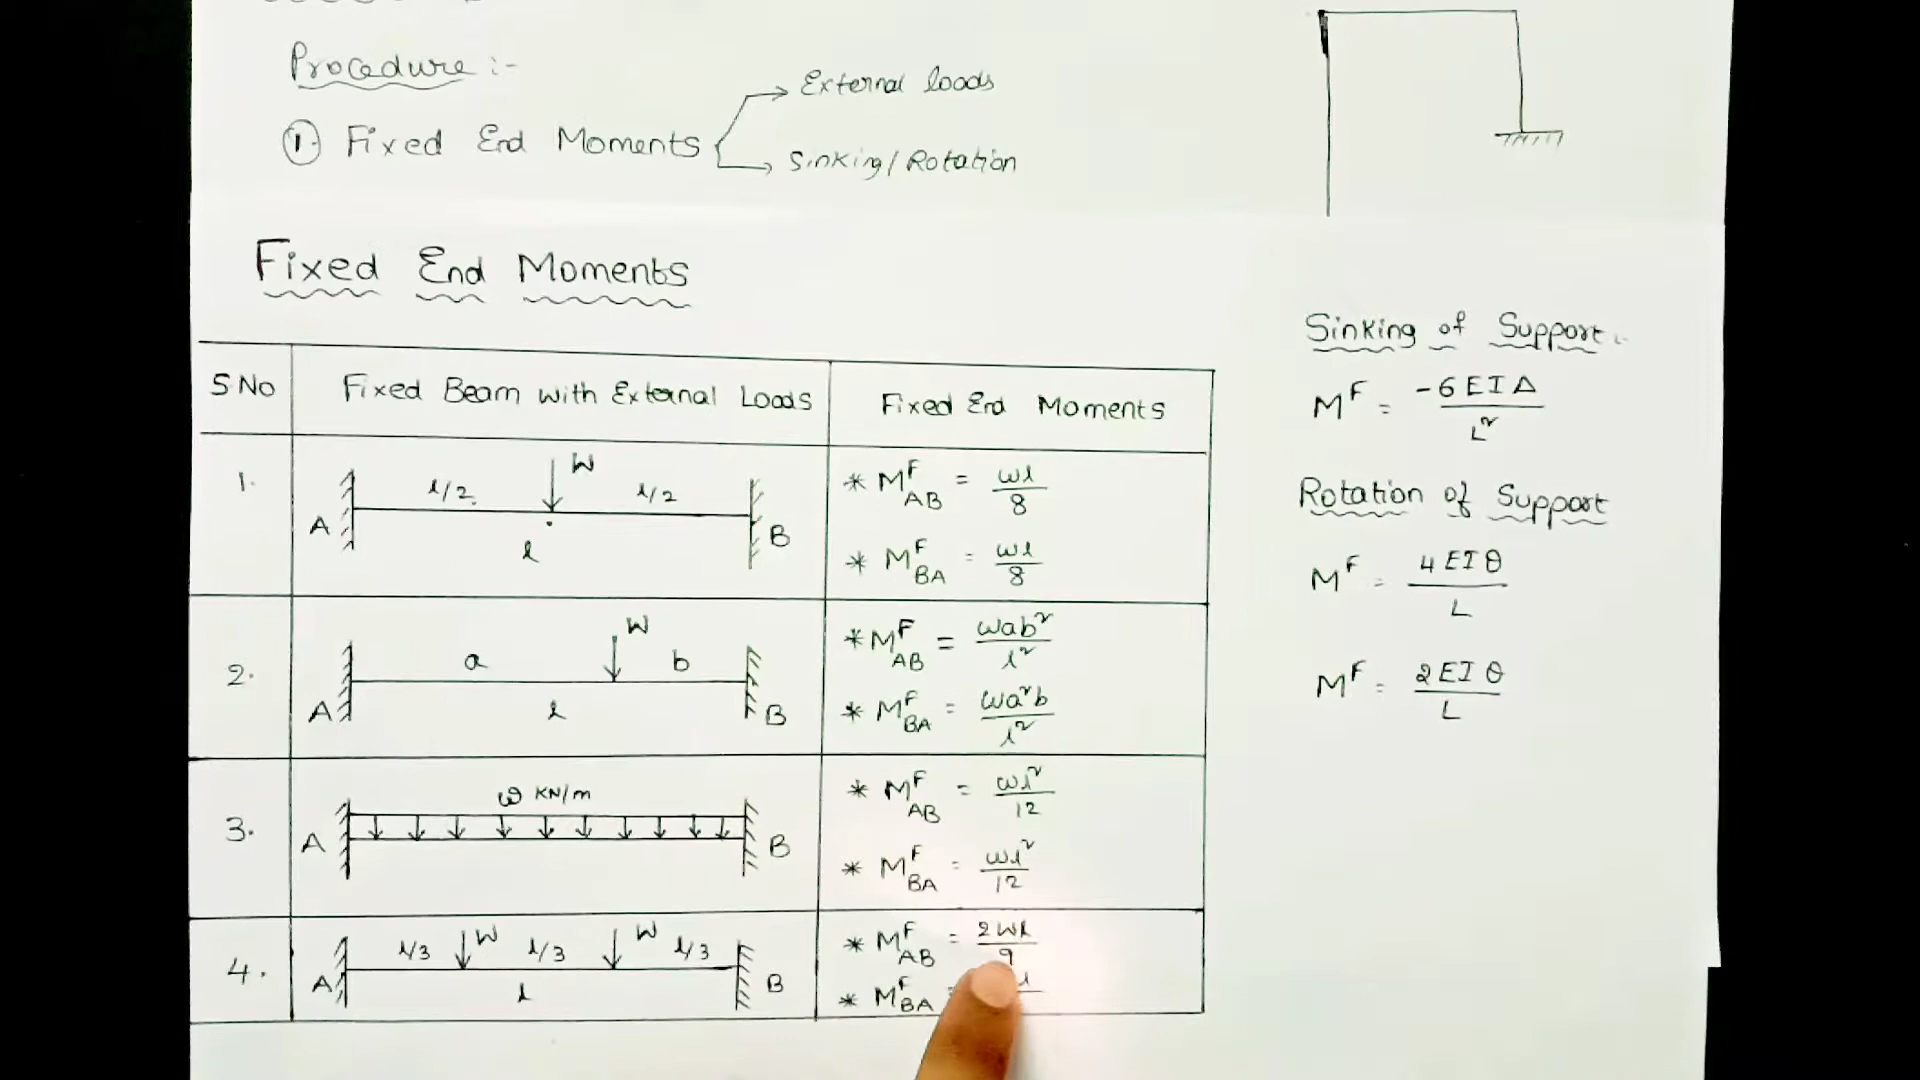 Procedure :-
① Fixed End Moments
External loads
Sinking/Rotation
Fixed End Moments
S No
Fixed Beam with External Loads
Fixed End Moments
1.
W
l/2
l/2
A
B
l
* M^F_AB = wl/8
* M^F_BA = wl/8
2.
W
a
b
A
B
l
* M^F_AB = wab²/l²
* M^F_BA = wa²b/l²
3.
w KN/m
A
B
* M^F_AB = wl²/12
* M^F_BA = wl²/12
4.
l/3 W l/3 W l/3
A
B
l
* M^F_AB = 2Wl/9
* M^F_BA
Sinking of Support:-
M^F = -6EIΔ/L²
Rotation of Support
M^F = 4EIθ/L
M^F = 2EIθ/L